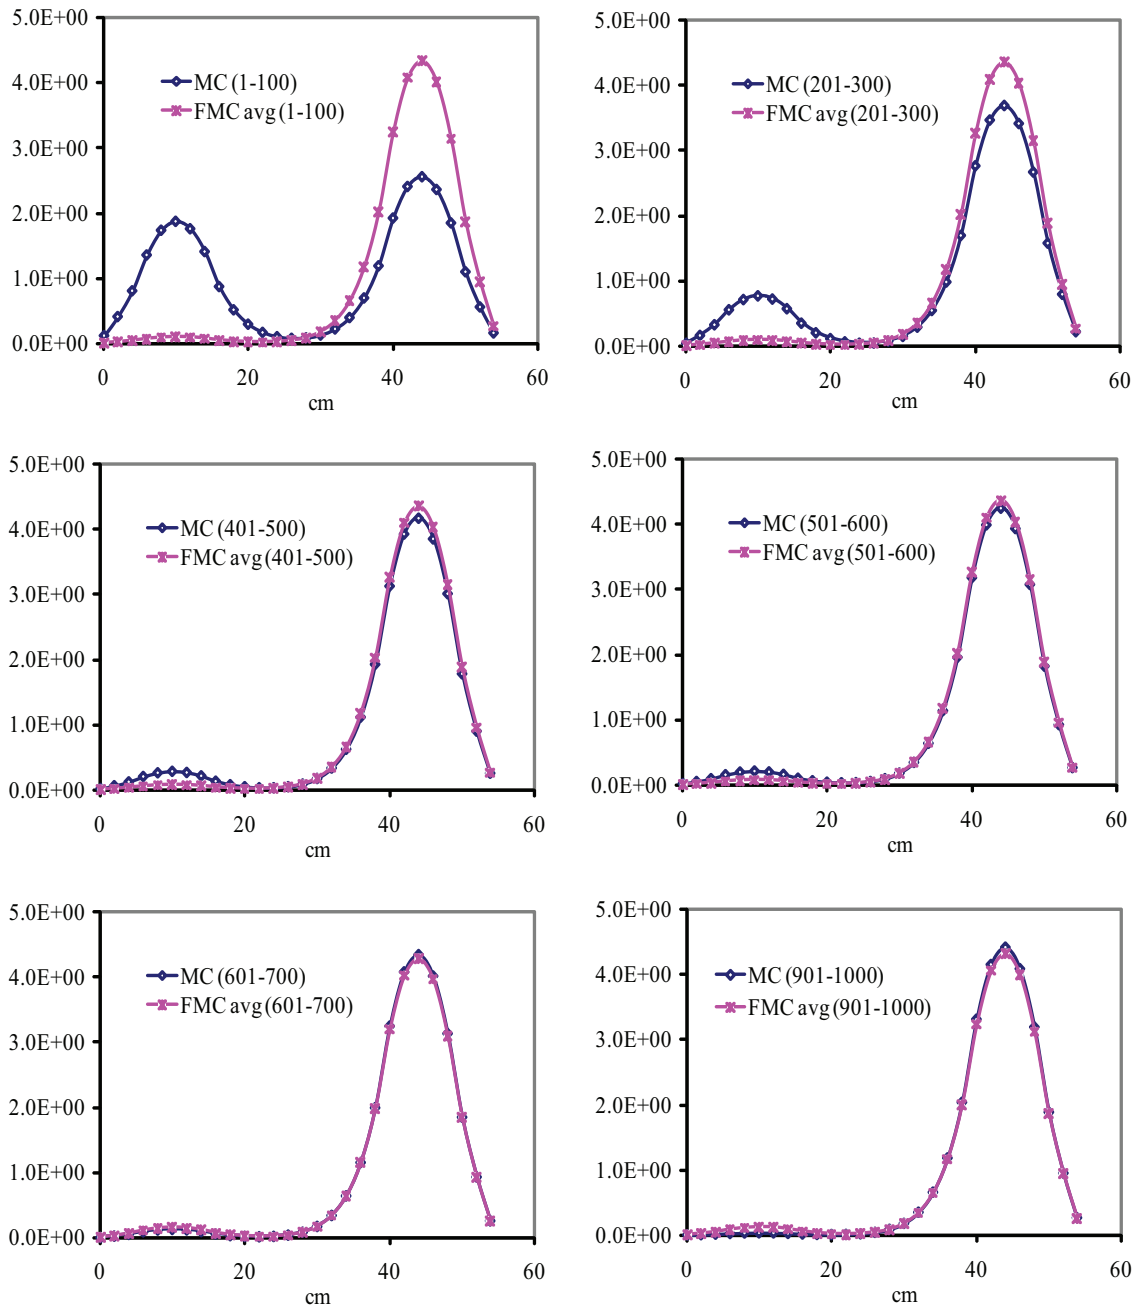 5.0E+00
4.0E+00
3.0E+00
2.0E+00
1.0E+00
0.0E+00
MC (1-100)
FMC avg (1-100)
0 20 40 60
cm
5.0E+00
4.0E+00
3.0E+00
2.0E+00
1.0E+00
0.0E+00
MC (201-300)
FMC avg (201-300)
0 20 40 60
cm
5.0E+00
4.0E+00
3.0E+00
2.0E+00
1.0E+00
0.0E+00
MC (401-500)
FMC avg (401-500)
0 20 40 60
cm
5.0E+00
4.0E+00
3.0E+00
2.0E+00
1.0E+00
0.0E+00
MC (501-600)
FMC avg (501-600)
0 20 40 60
cm
5.0E+00
4.0E+00
3.0E+00
2.0E+00
1.0E+00
0.0E+00
MC (601-700)
FMC avg (601-700)
0 20 40 60
cm
5.0E+00
4.0E+00
3.0E+00
2.0E+00
1.0E+00
0.0E+00
MC (901-1000)
FMC avg (901-1000)
0 20 40 60
cm